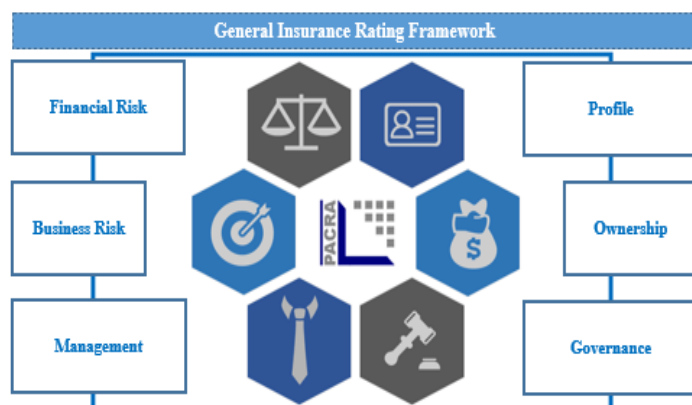 General Insurance Rating Framework
Financial Risk
Profile
Business Risk
PACRA
$
Ownership
Management
Governance